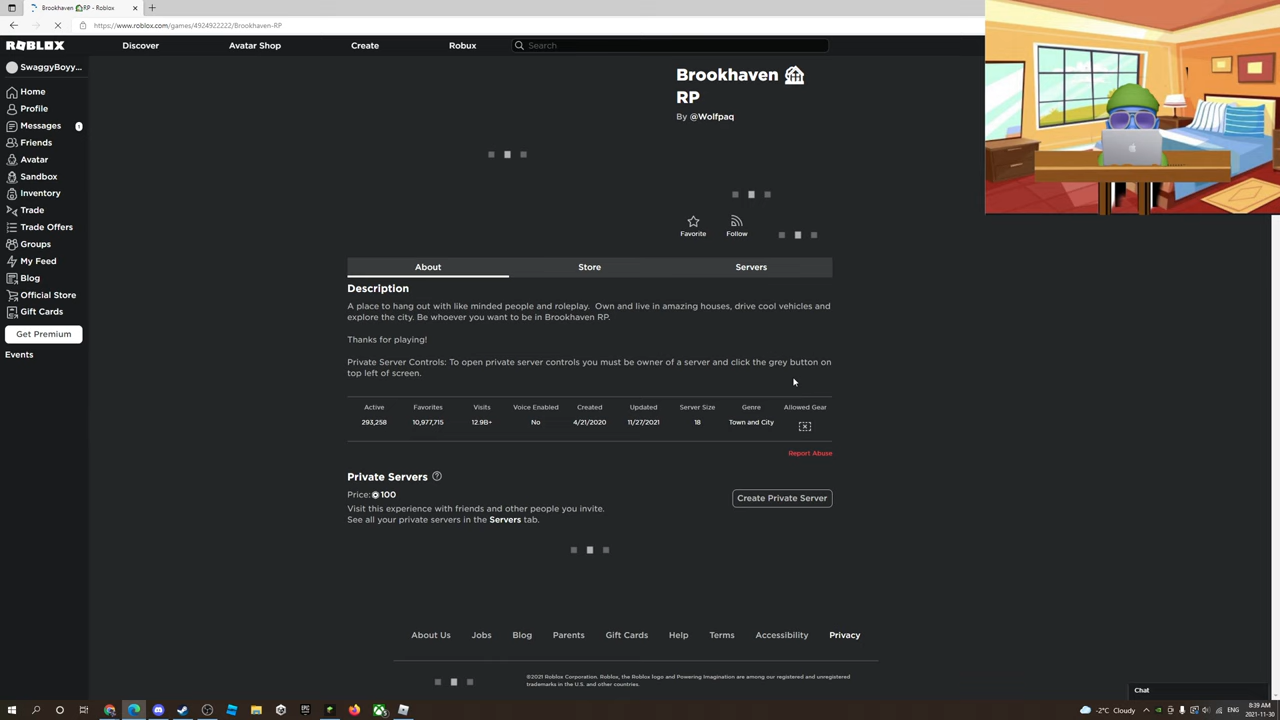 Brookhaven 🏠RP - Roblox
https://www.roblox.com/games/4924922222/Brookhaven-RP
ROBLOX
Discover
Avatar Shop
Create
Robux
Search
SwaggyBoyy...
Home
Profile
Messages
1
Friends
Avatar
Sandbox
Inventory
Trade
Trade Offers
Groups
My Feed
Blog
Official Store
Gift Cards
Get Premium
Events
Brookhaven 🏠
RP
By @Wolfpaq
Favorite
Follow
About
Store
Servers
Description
A place to hang out with like minded people and roleplay. Own and live in amazing houses, drive cool vehicles and
explore the city. Be whoever you want to be in Brookhaven RP.
Thanks for playing!
Private Server Controls: To open private server controls you must be owner of a server and click the grey button on
top left of screen.
Active Favorites Visits Voice Enabled Created Updated Server Size Genre Allowed Gear
293,258 10,977,715 12.9B+ No 4/21/2020 11/27/2021 18 Town and City
Report Abuse
Private Servers
Price: 100
Visit this experience with friends and other people you invite.
See all your private servers in the Servers tab.
Create Private Server
About Us Jobs Blog Parents Gift Cards Help Terms Accessibility Privacy
©2021 Roblox Corporation. Roblox, the Roblox logo and Powering Imagination are among our registered and unregistered
trademarks in the U.S. and other countries.
Chat
-2°C Cloudy
ENG
8:39 AM
2021-11-30